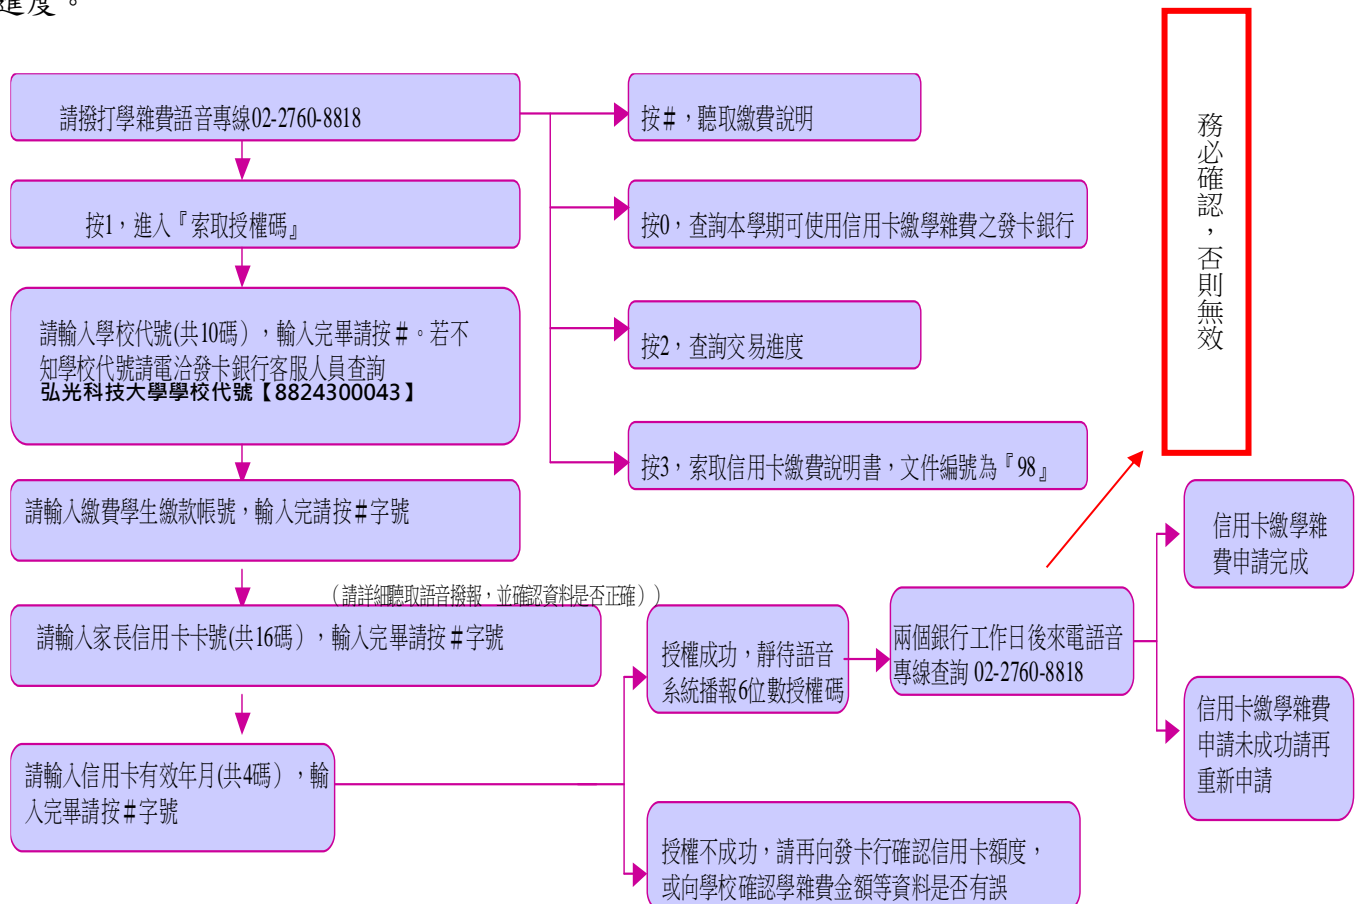 進度。
請撥打學雜費語音專線02-2760-8818
按1，進入『索取授權碼』
請輸入學校代號(共10碼），輸入完畢請按＃。若不
知學校代號請電洽發卡銀行客服人員查詢
弘光科技大學學校代號【8824300043】
請輸入繳費學生繳款帳號，輸入完請按＃字號
（請詳細聽取語音撥報，並確認資料是否正確））
請輸入家長信用卡卡號(共16碼），輸入完畢請按＃字號
請輸入信用卡有效年月(共4碼），輸
入完畢請按＃字號
按＃，聽取繳費說明
按0，查詢本學期可使用信用卡繳學雜費之發卡銀行
按2，查詢交易進度
按3，索取信用卡繳費說明書，文件編號為『98』
授權成功，靜待語音
系統播報6位數授權碼
授權不成功，請再向發卡行確認信用卡額度，
或向學校確認學雜費金額等資料是否有誤
兩個銀行工作日後來電語音
專線查詢 02-2760-8818
務必確認，否則無效
信用卡繳學雜
費申請完成
信用卡繳學雜費
申請未成功請再
重新申請